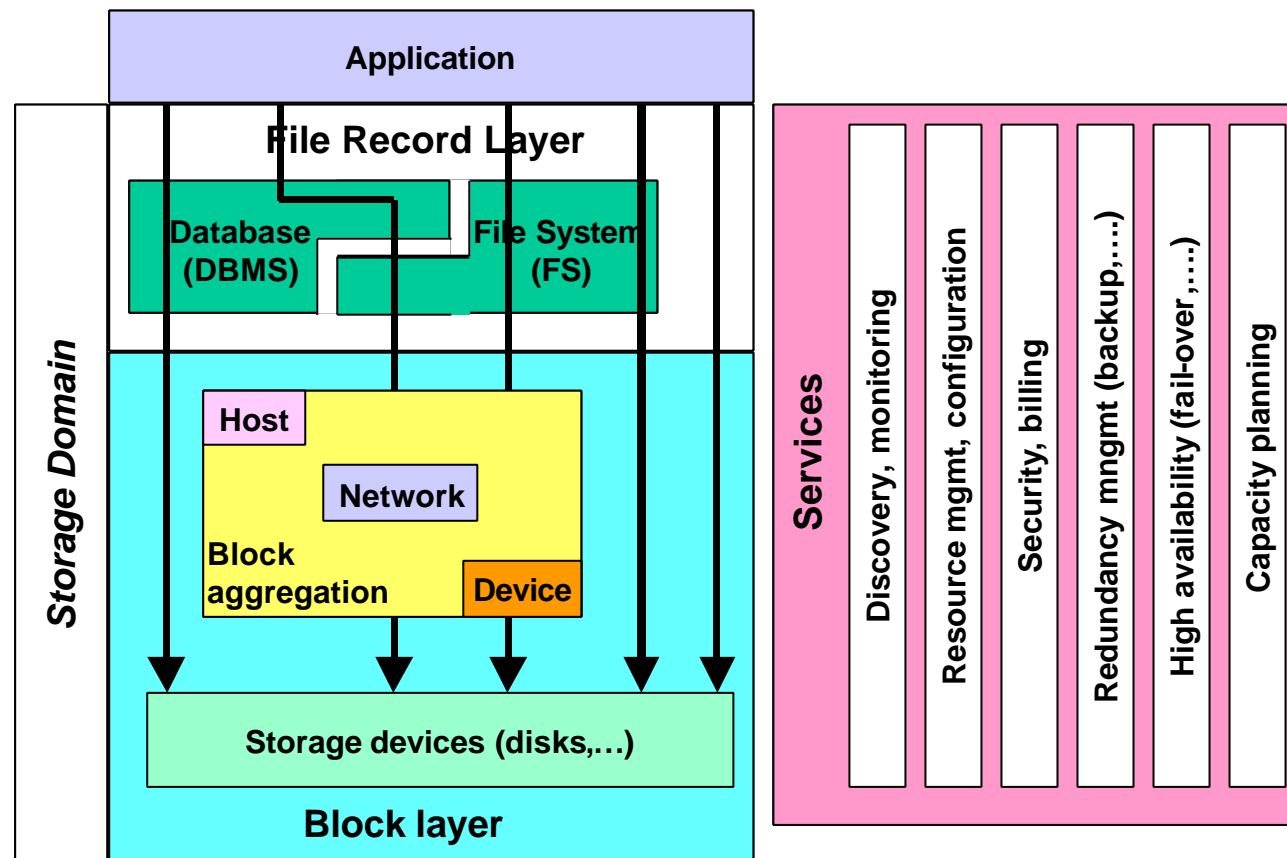 Application
File Record Layer
Database
(DBMS)
File System
(FS)
Storage Domain
Host
Network
Block
aggregation
Device
Storage devices (disks,…)
Block layer
Services
Discovery, monitoring
Resource mgmt, configuration
Security, billing
Redundancy mngmt (backup,….)
High availability (fail-over,….)
Capacity planning